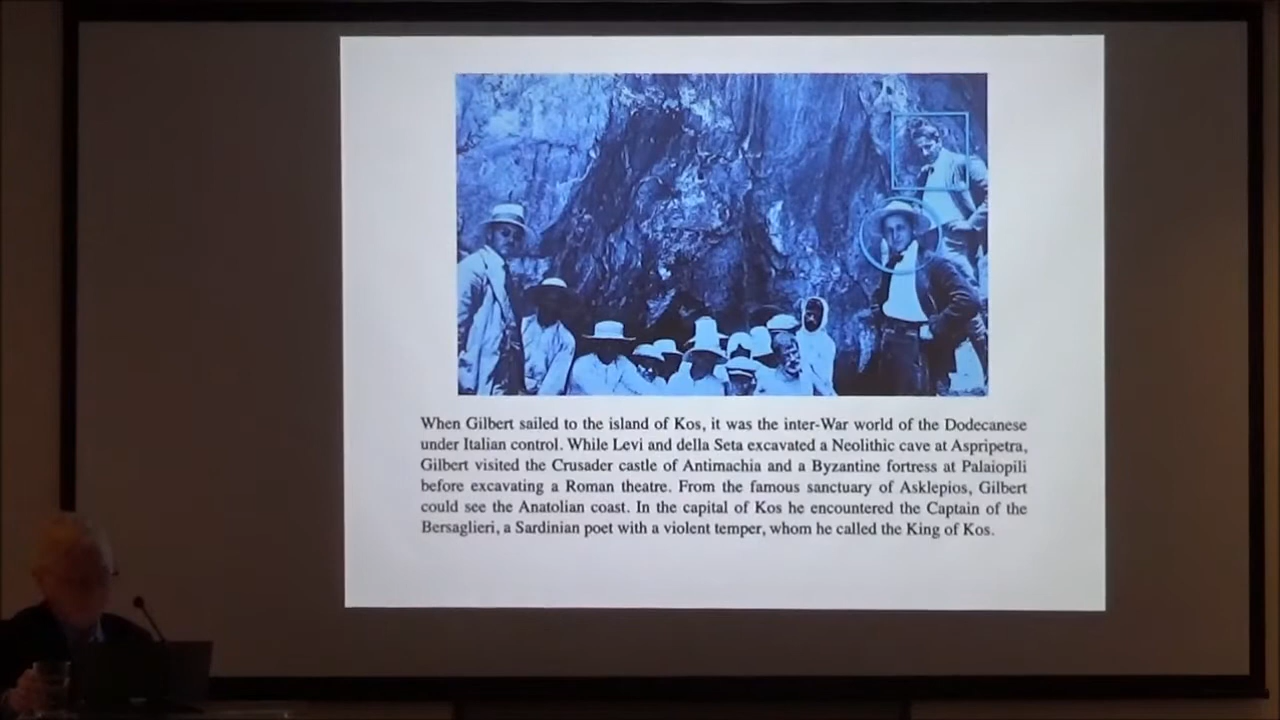 When Gilbert sailed to the island of Kos, it was the inter-War world of the Dodecanese
under Italian control. While Levi and della Seta excavated a Neolithic cave at Aspripetra,
Gilbert visited the Crusader castle of Antimachia and a Byzantine fortress at Palaiopili
before excavating a Roman theatre. From the famous sanctuary of Asklepios, Gilbert
could see the Anatolian coast. In the capital of Kos he encountered the Captain of the
Bersaglieri, a Sardinian poet with a violent temper, whom he called the King of Kos.